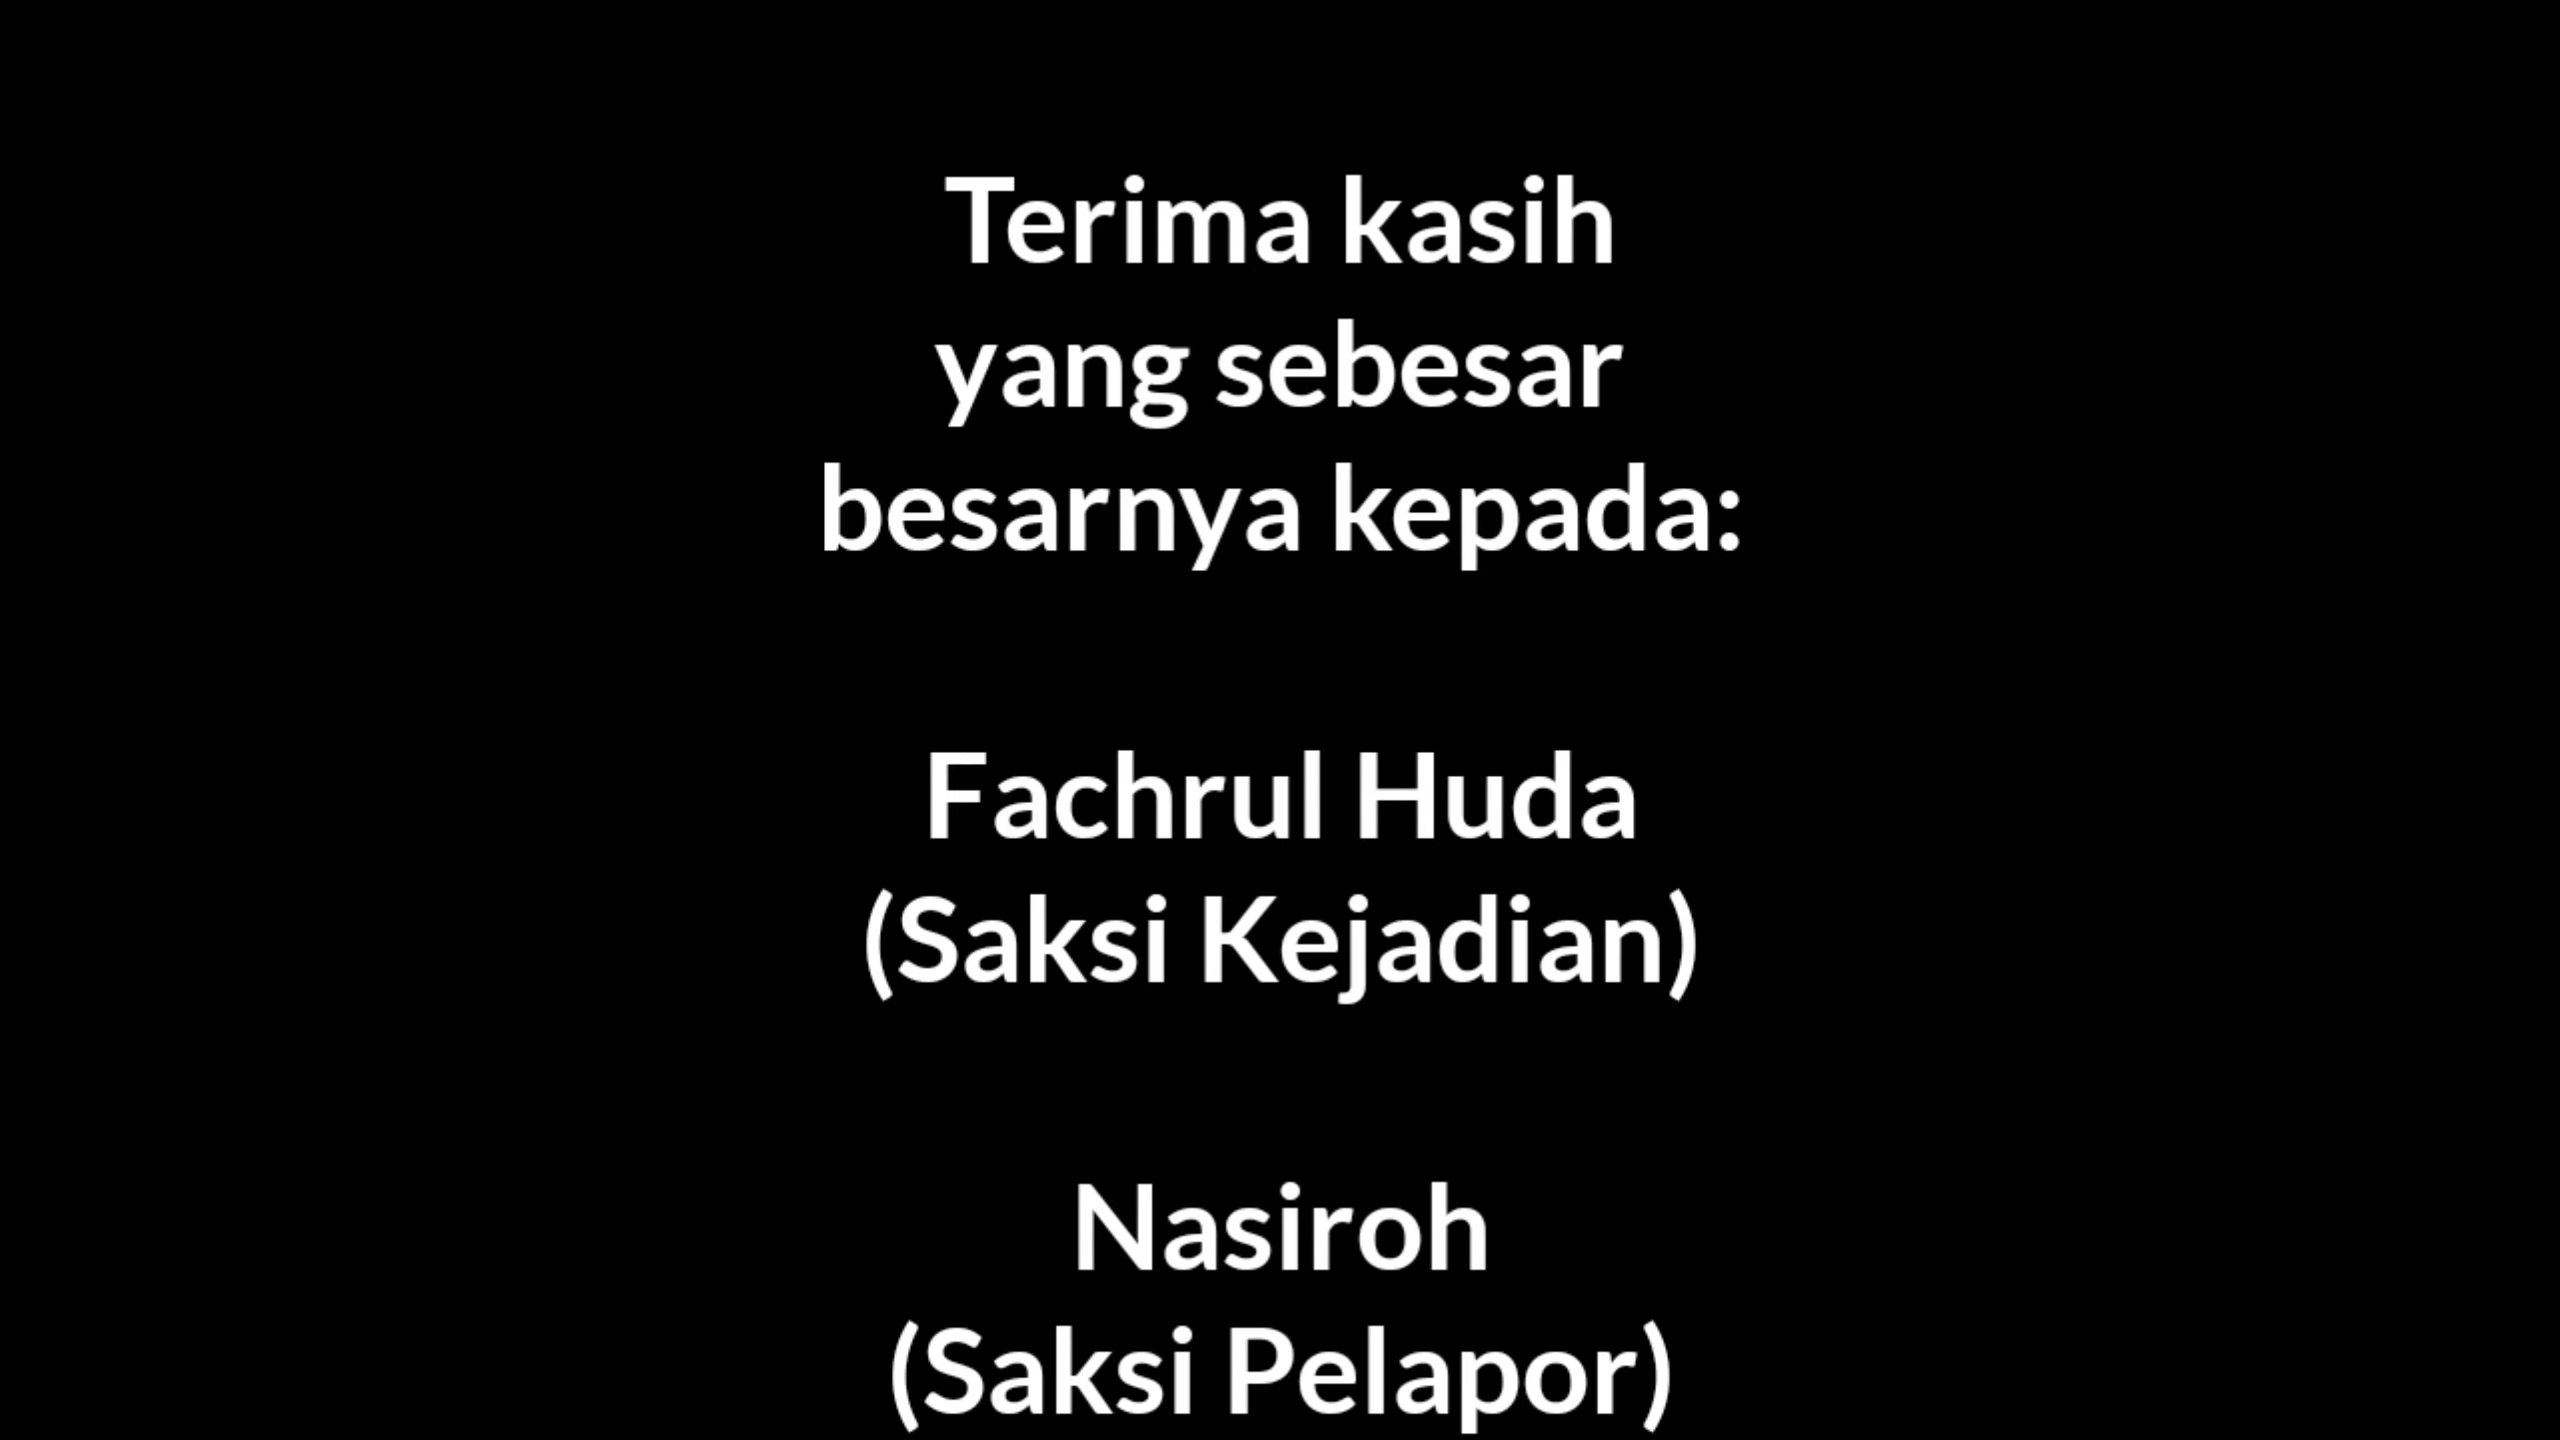 Terima kasih
yang sebesar
besarnya kepada:
Fachrul Huda
(Saksi Kejadian)
Nasiroh
(Saksi Pelapor)